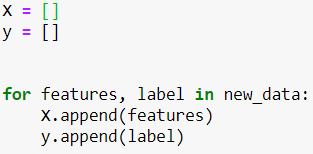 X = []
y = []
for features, label in new_data:
    X.append(features)
    y.append(label)